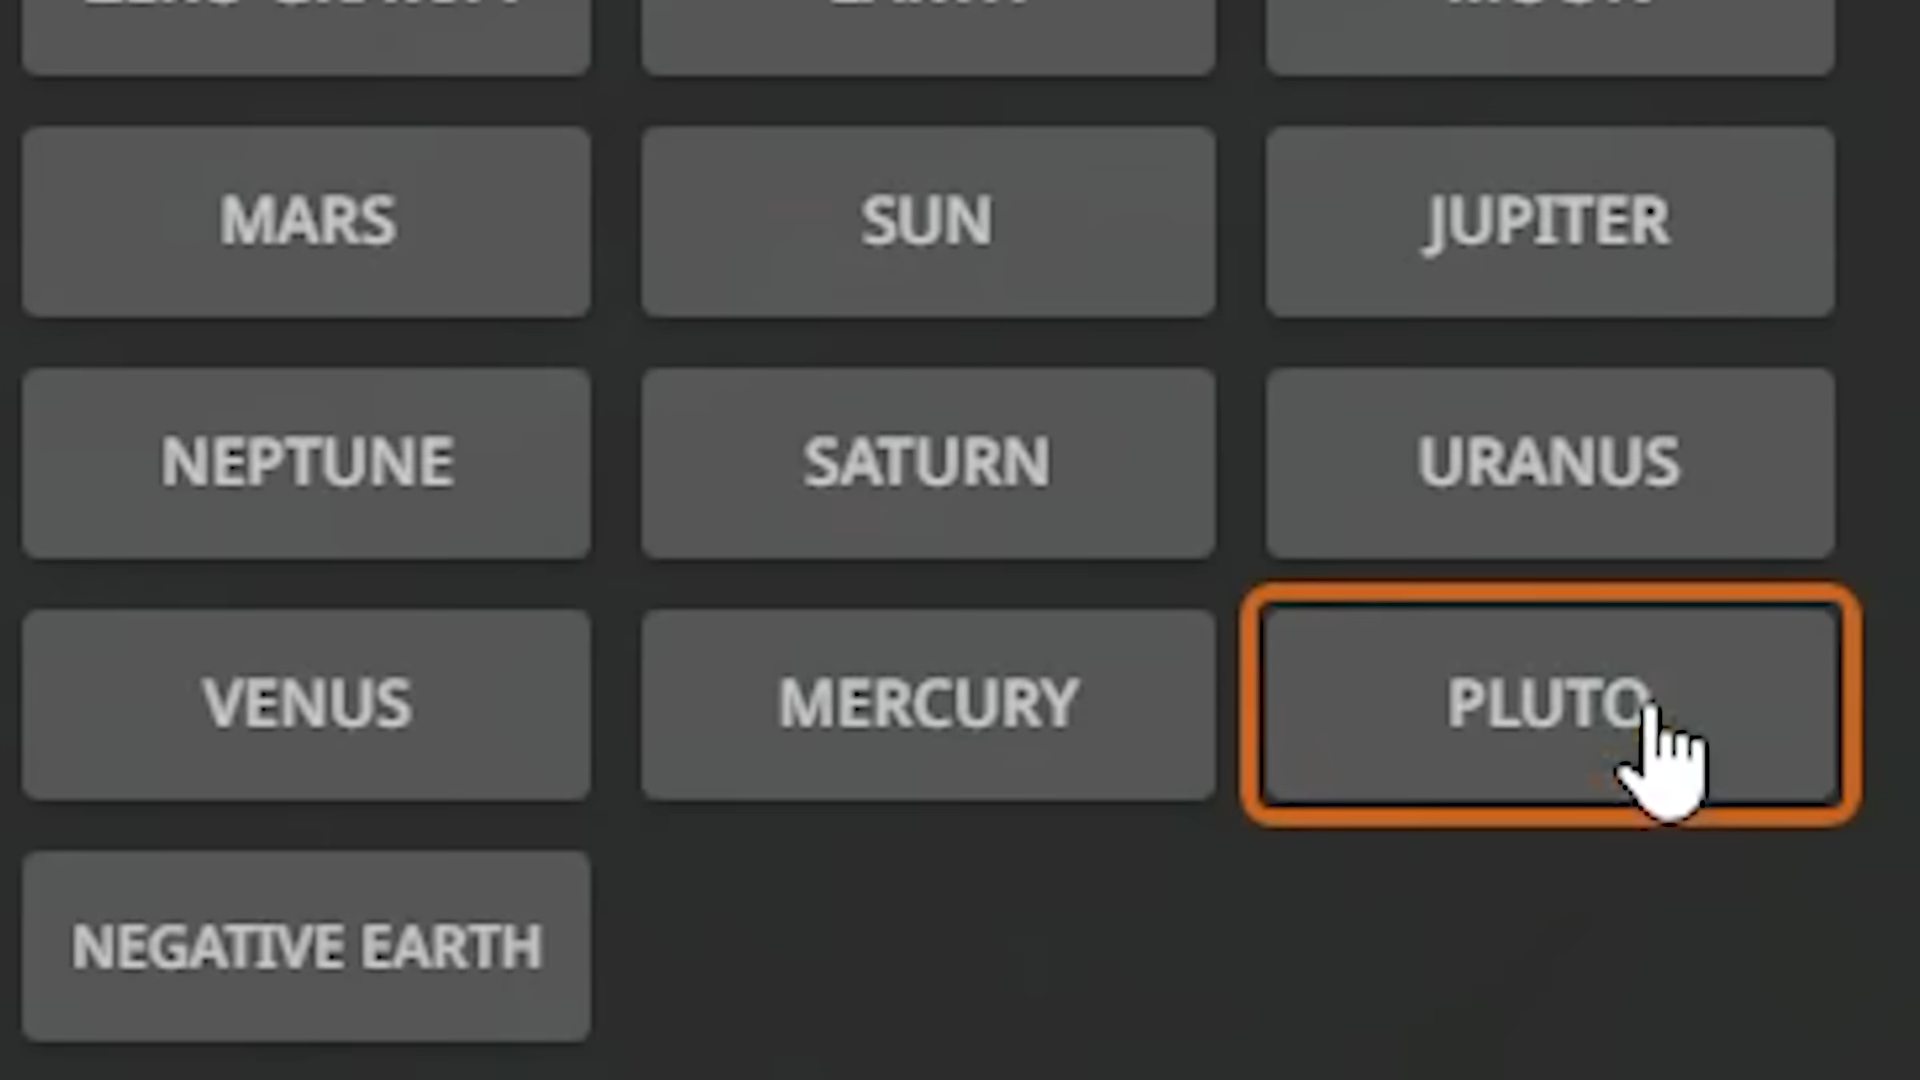 MARS SUN JUPITER
NEPTUNE SATURN URANUS
VENUS MERCURY PLUTO
NEGATIVE EARTH